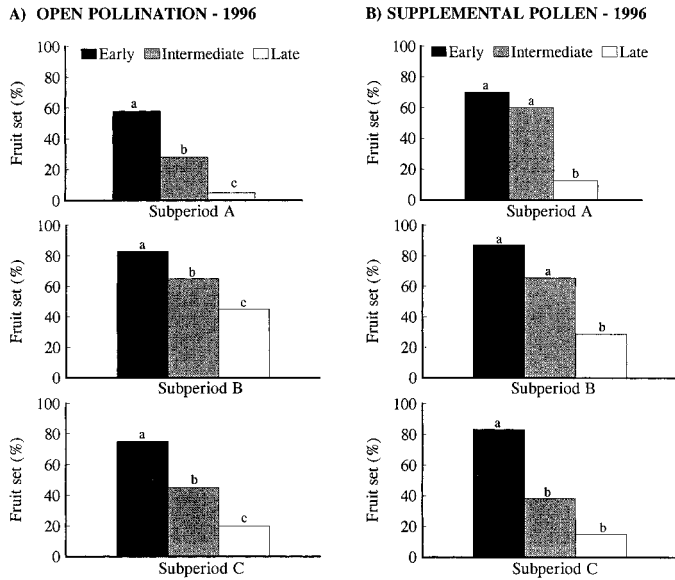 A) OPEN POLLINATION - 1996
Early Intermediate Late
Fruit set (%)
100
80
60
40
20
0
a
b
c
Subperiod A
Fruit set (%)
100
80
60
40
20
0
a
b
c
Subperiod B
Fruit set (%)
100
80
60
40
20
0
a
b
c
Subperiod C
B) SUPPLEMENTAL POLLEN - 1996
Early Intermediate Late
Fruit set (%)
100
80
60
40
20
0
a
a
b
Subperiod A
Fruit set (%)
100
80
60
40
20
0
a
a
b
Subperiod B
Fruit set (%)
100
80
60
40
20
0
a
b
b
Subperiod C